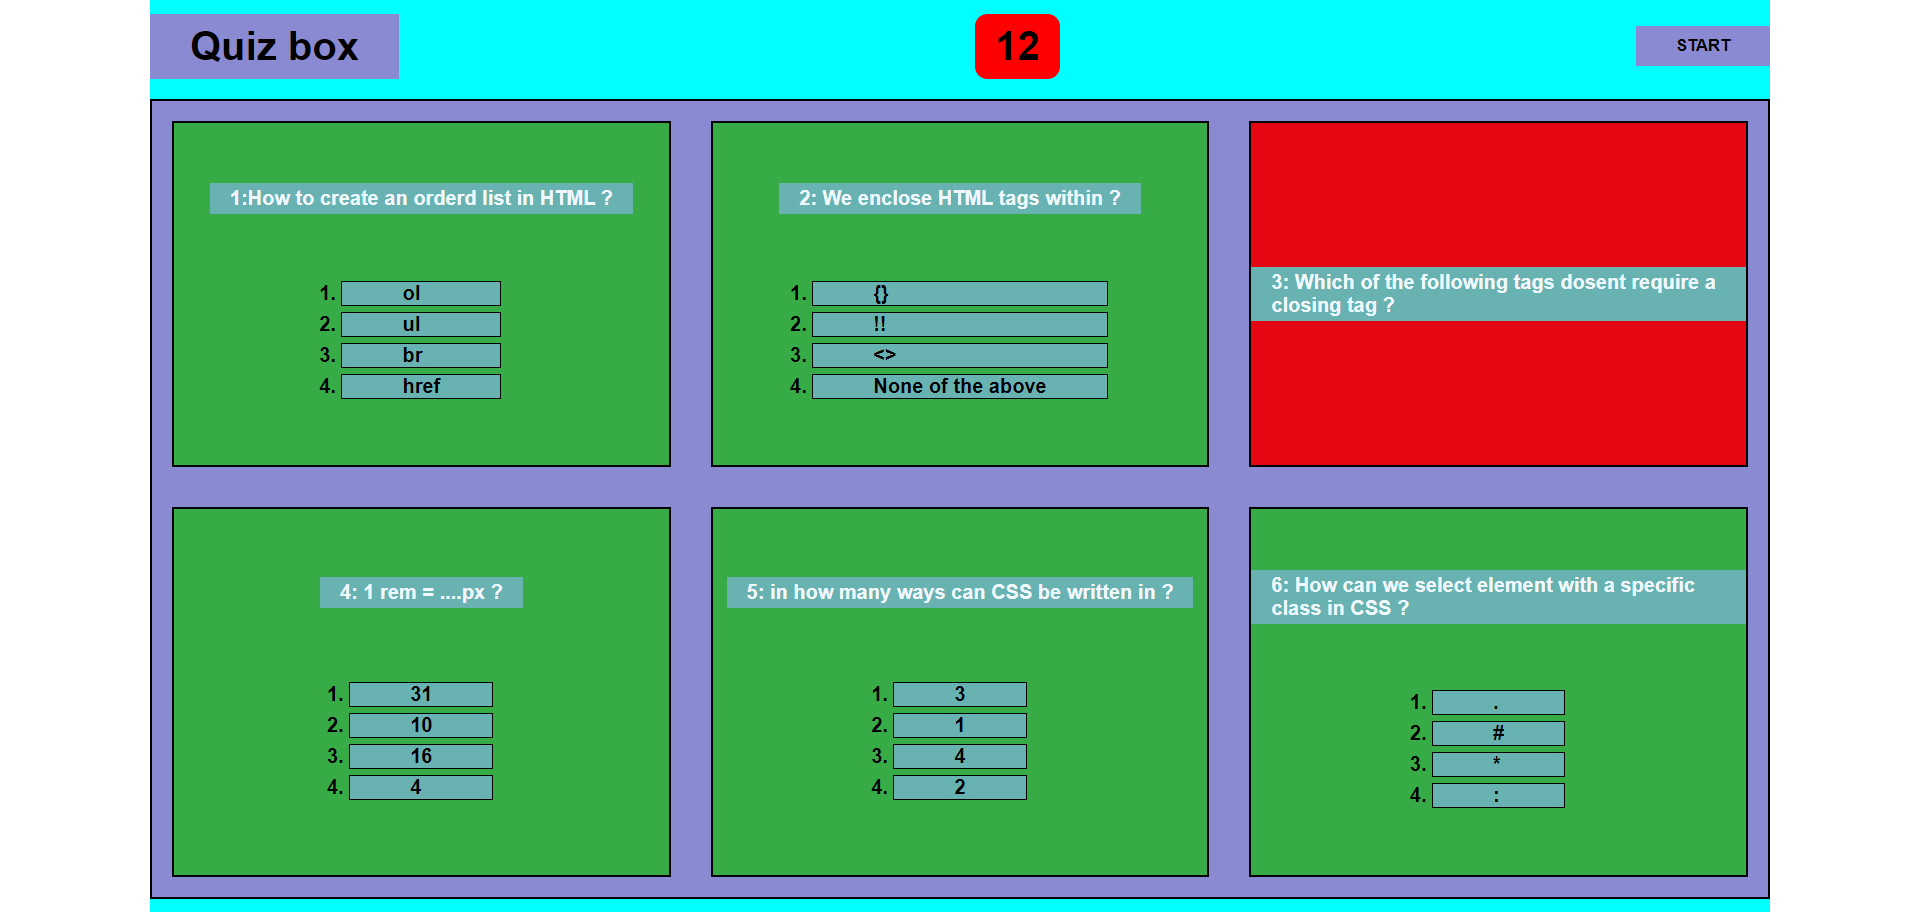 Quiz box
12
START
1:How to create an orderd list in HTML ?
1. ol
2. ul
3. br
4. href
2: We enclose HTML tags within ?
1. {}
2. !!
3. <>
4. None of the above
3: Which of the following tags dosent require a
closing tag ?
4: 1 rem = ....px ?
1. 31
2. 10
3. 16
4. 4
5: in how many ways can CSS be written in ?
1. 3
2. 1
3. 4
4. 2
6: How can we select element with a specific
class in CSS ?
1. .
2. #
3. *
4. :